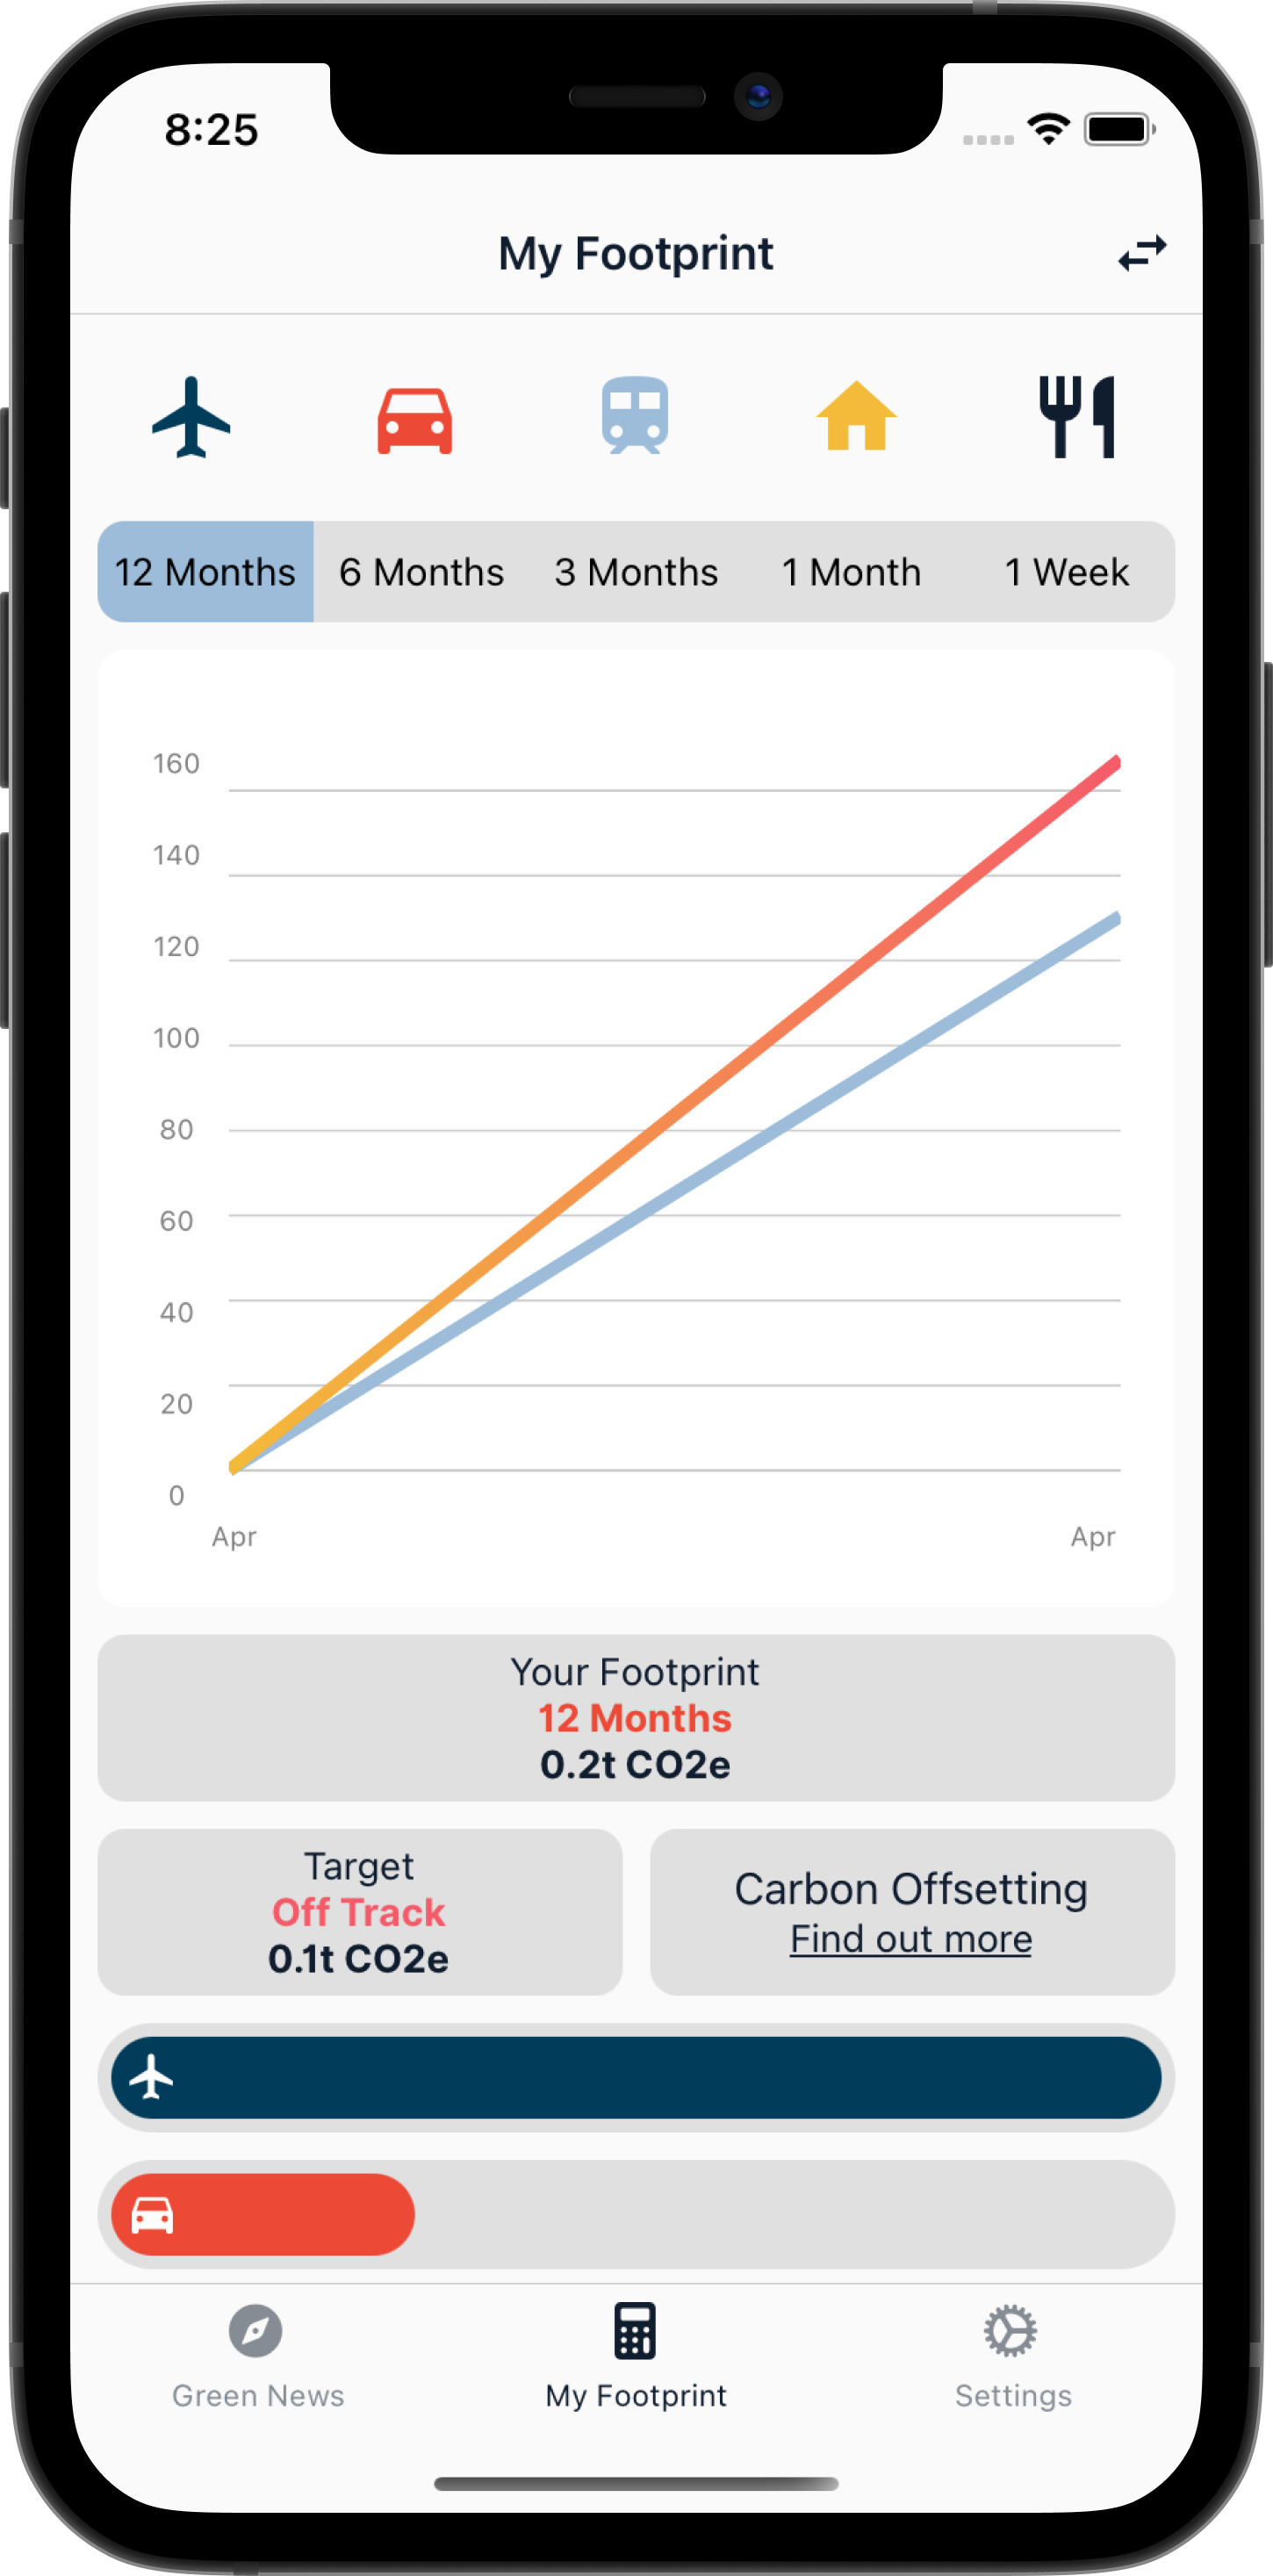 8:25
My Footprint
12 Months 6 Months 3 Months 1 Month 1 Week
160
140
120
100
80
60
40
20
0
Apr Apr
Your Footprint
12 Months
0.2t CO2e
Target
Off Track
0.1t CO2e
Carbon Offsetting
Find out more
Green News My Footprint Settings